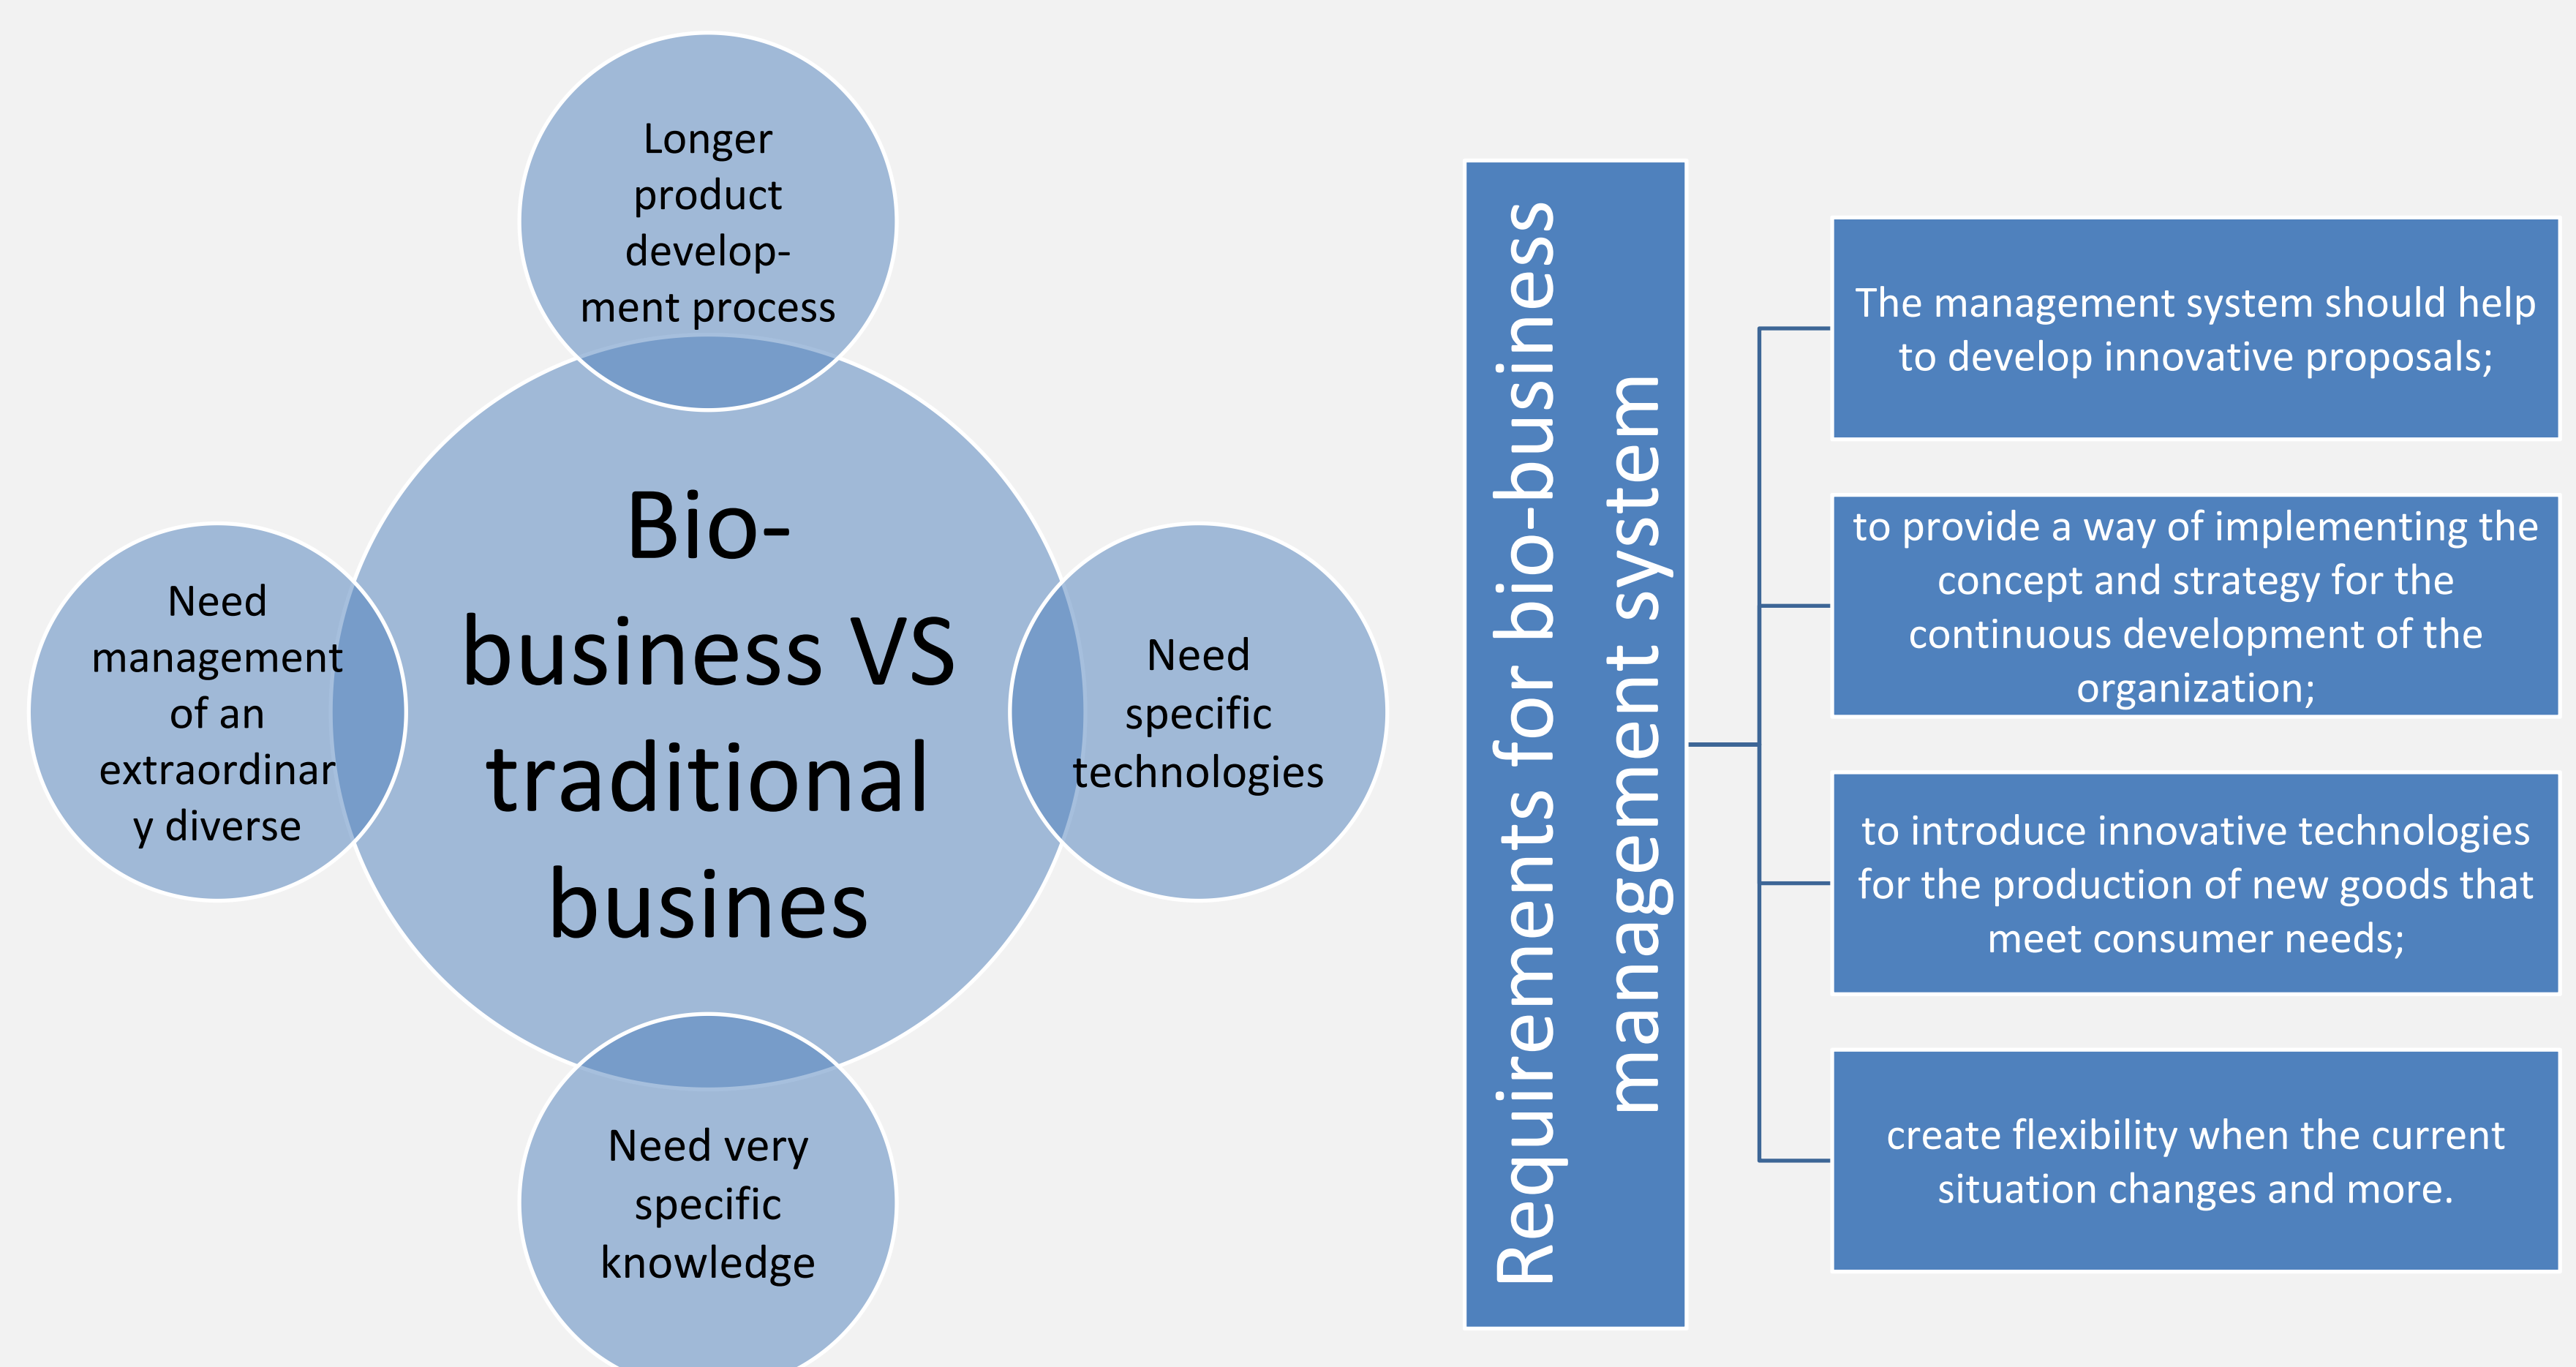 Longer
product
develop-
ment process
Need
management
of an
extraordinar
y diverse
Bio-
business VS
traditional
busines
Need
specific
technologies
Need very
specific
knowledge
Requirements for bio-business
management system
The management system should help
to develop innovative proposals;
to provide a way of implementing the
concept and strategy for the
continuous development of the
organization;
to introduce innovative technologies
for the production of new goods that
meet consumer needs;
create flexibility when the current
situation changes and more.